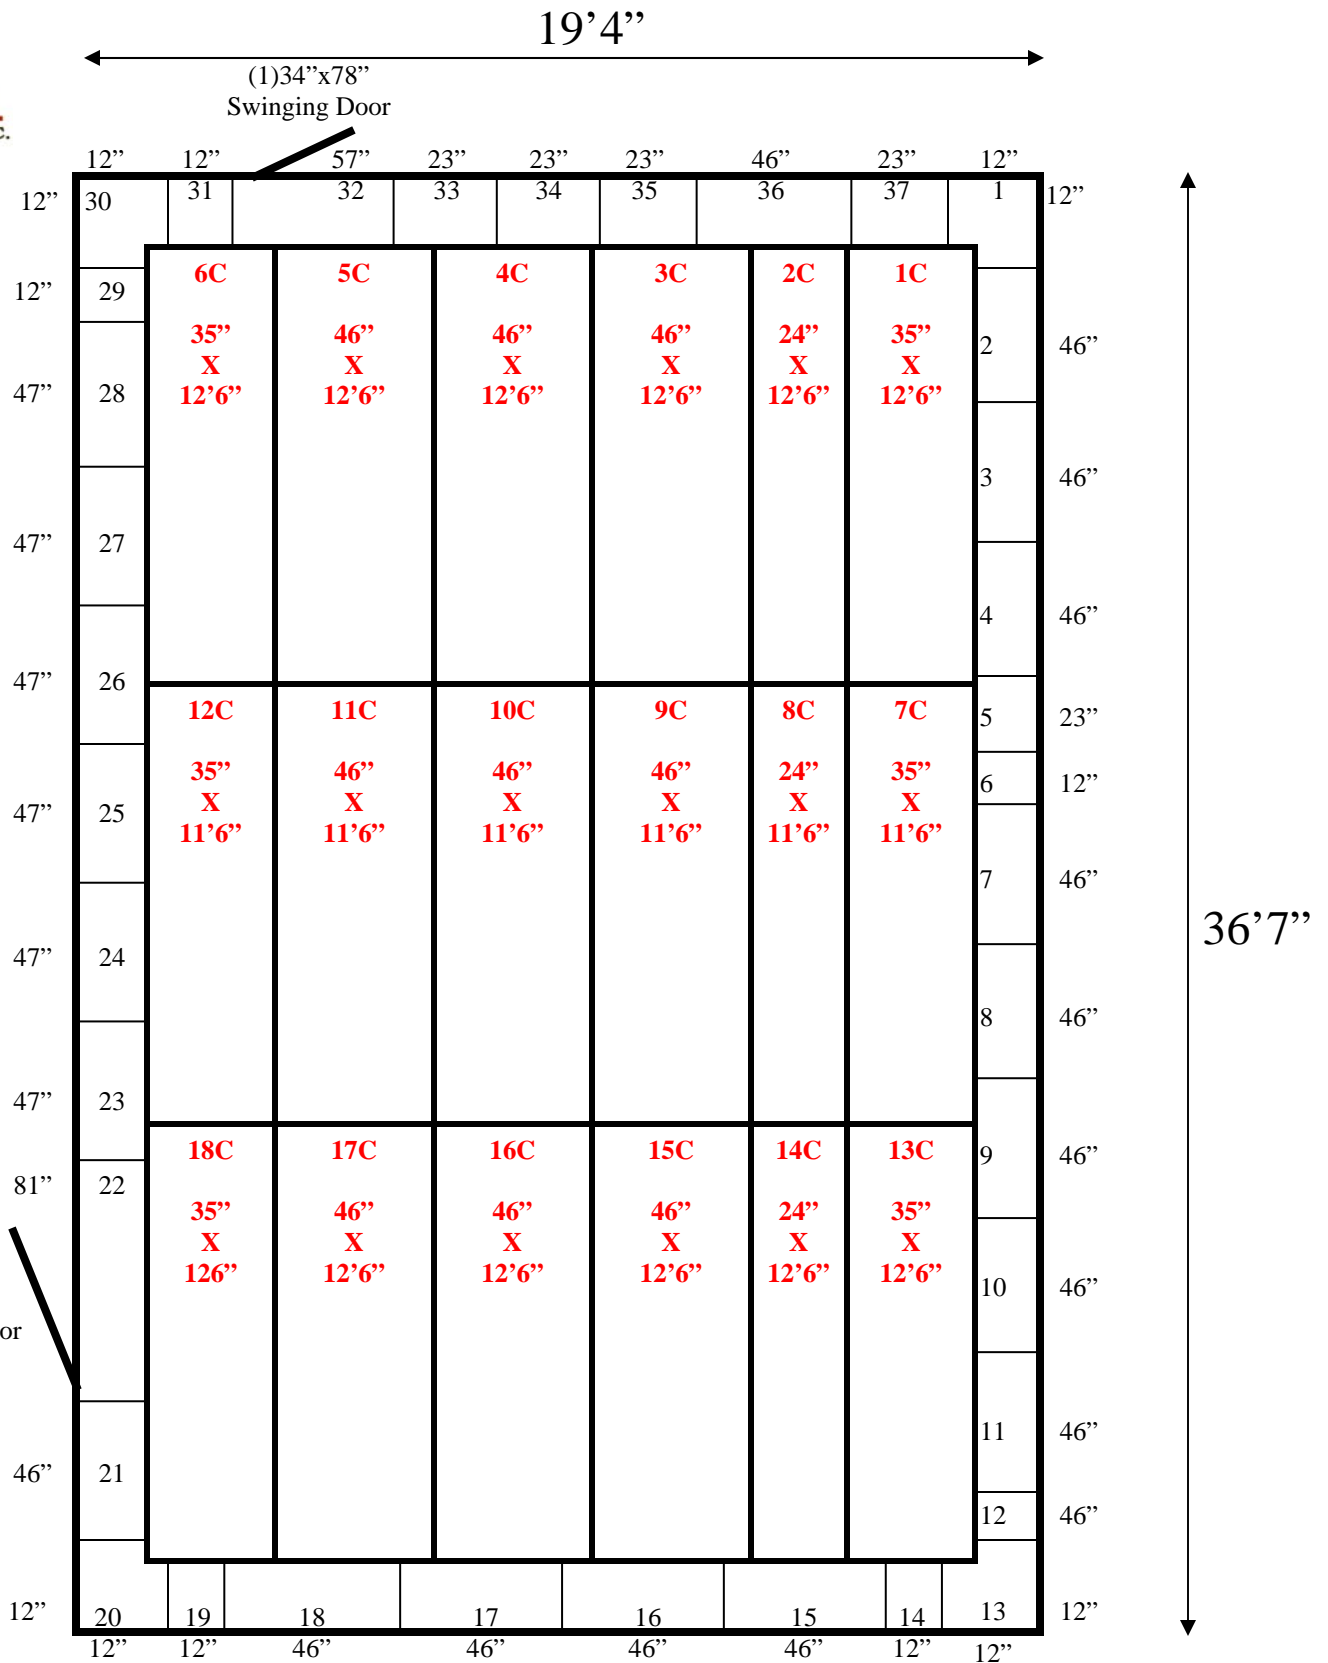 19’4”
(1)34”x78”
Swinging Door
12” 12” 57” 23” 23” 23” 46” 23” 12”
12” 30 31 32 33 34 35 36 37 1 12”
6C 5C 4C 3C 2C 1C
12” 29
35” 46” 46” 46” 24” 35”
2 46”
X X X X X X
47” 28 12’6” 12’6” 12’6” 12’6” 12’6” 12’6”
3 46”
47” 27
4 46”
47” 26
12C 11C 10C 9C 8C 7C 5 23”
35” 46” 46” 46” 24” 35”
6 12”
X X X X X X
47” 25
11’6” 11’6” 11’6” 11’6” 11’6” 11’6”
7 46”
36’7”
47” 24
8 46”
47” 23
18C 17C 16C 15C 14C 13C 9 46”
81” 22
35” 46” 46” 46” 24” 35”
X X X X X X
126” 12’6” 12’6” 12’6” 12’6” 12’6”
10 46”
or
11 46”
46” 21
12 46”
12” 20 19 18 17 16 15 14 13 12”
12” 12” 46” 46” 46” 46” 12” 12”